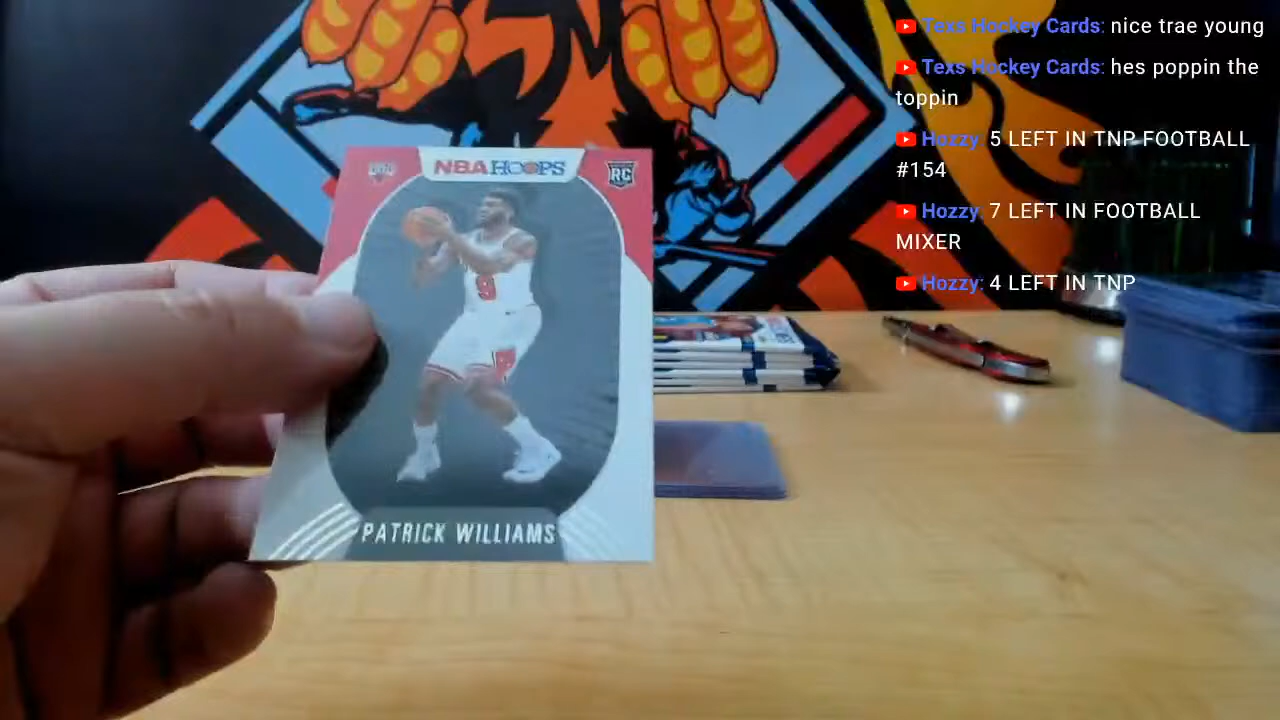 Texs Hockey Cards: nice trae young
Texs Hockey Cards: hes poppin the
toppin
Hozzy: 5 LEFT IN TNP FOOTBALL
#154
Hozzy: 7 LEFT IN FOOTBALL
MIXER
Hozzy: 4 LEFT IN TNP
NBA HOOPS
RC
9
PATRICK WILLIAMS